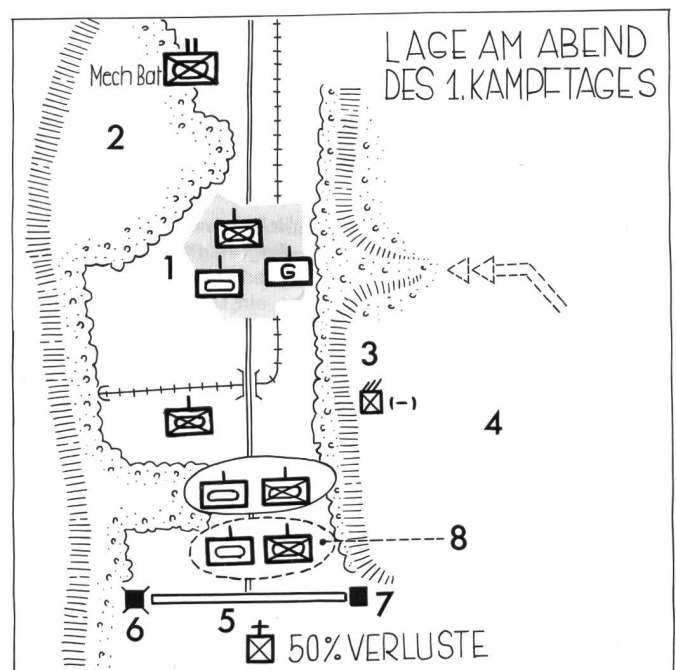 LAGE AM ABEND
DES 1. KAMPFTAGES
Mech Bat
2
1
G
3
(-)
4
8
6
5
7
50% VERLUSTE